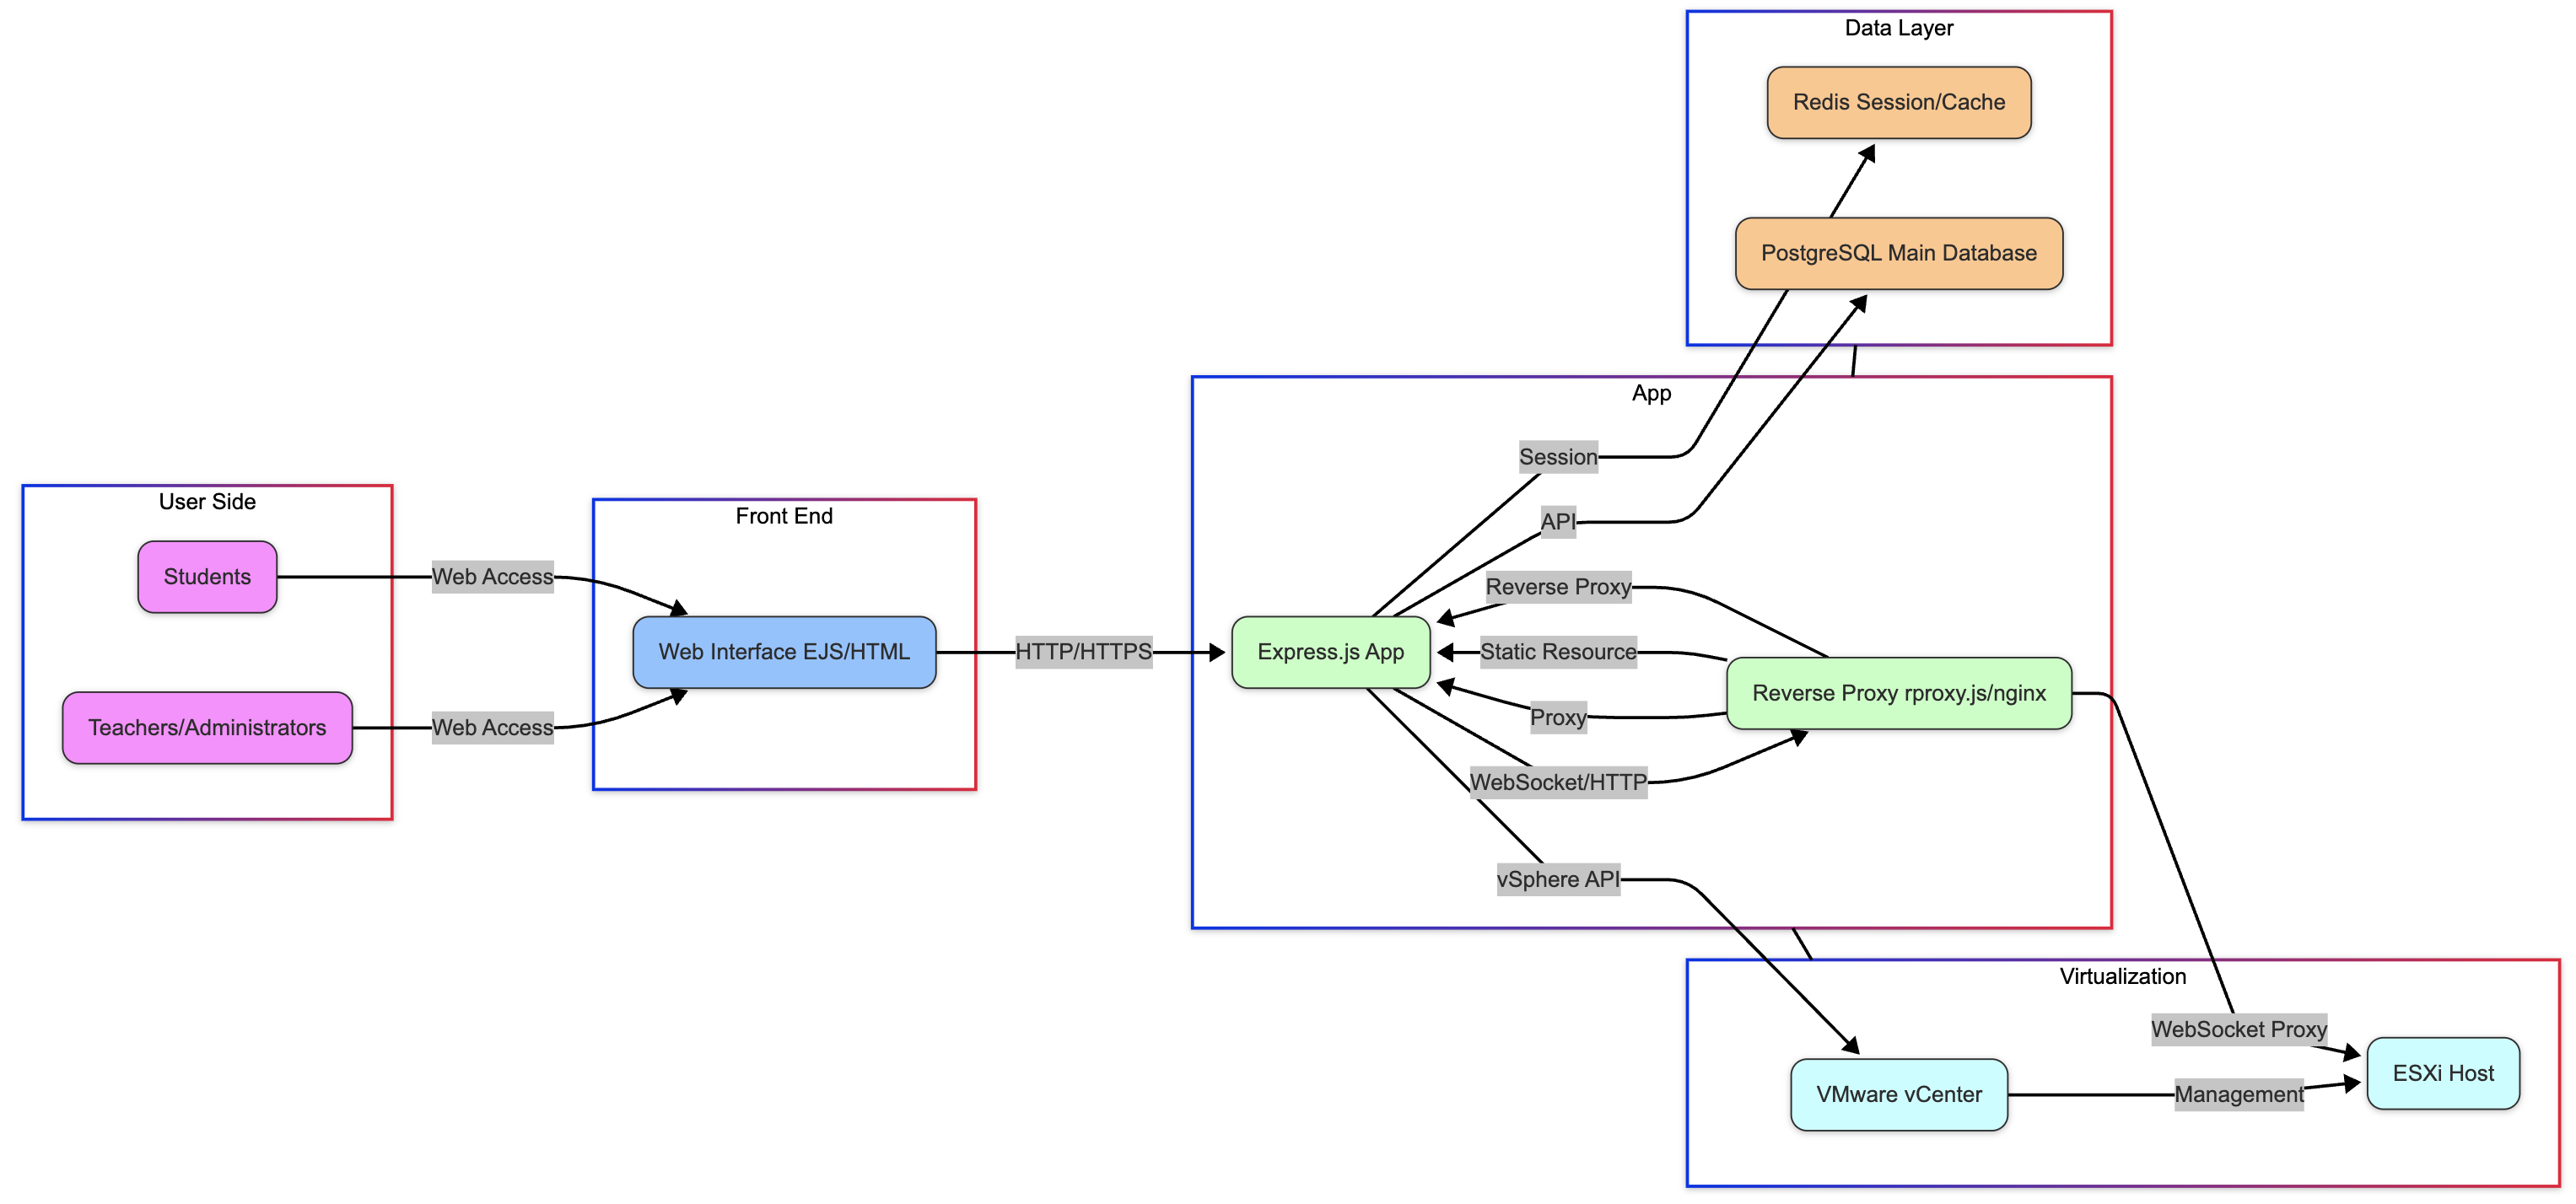 Data Layer
Redis Session/Cache
PostgreSQL Main Database
App
Session
API
User Side
Students
Teachers/Administrators
Web Access
Web Access
Front End
Web Interface EJS/HTML
HTTP/HTTPS
Express.js App
Reverse Proxy
Static Resource
Proxy
WebSocket/HTTP
Reverse Proxy rproxy.js/nginx
vSphere API
Virtualization
WebSocket Proxy
VMware vCenter
Management
ESXi Host